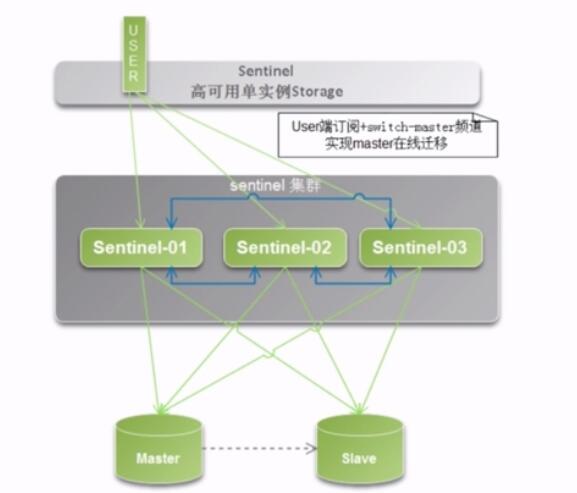 USER
Sentinel
高可用单实例Storage
User端订阅+switch-master频道
实现master在线迁移
sentinel 集群
Sentinel-01
Sentinel-02
Sentinel-03
Master
Slave